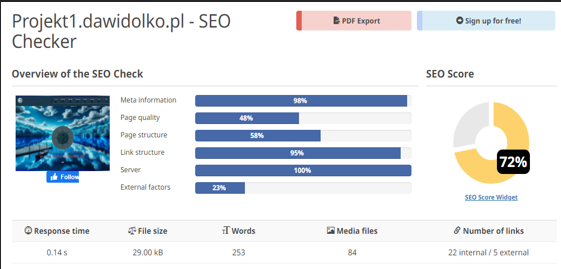 Projekt1.dawidolko.pl - SEO
Checker
PDF Export
Sign up for free!
Overview of the SEO Check
SEO Score
Meta information 98%
Page quality 48%
Page structure 58%
Link structure 95%
Server 100%
External factors 23%
Follow
72%
SEO Score Widget
Response time File size Words Media files Number of links
0.14 s 29.00 kB 253 84 22 internal / 5 external